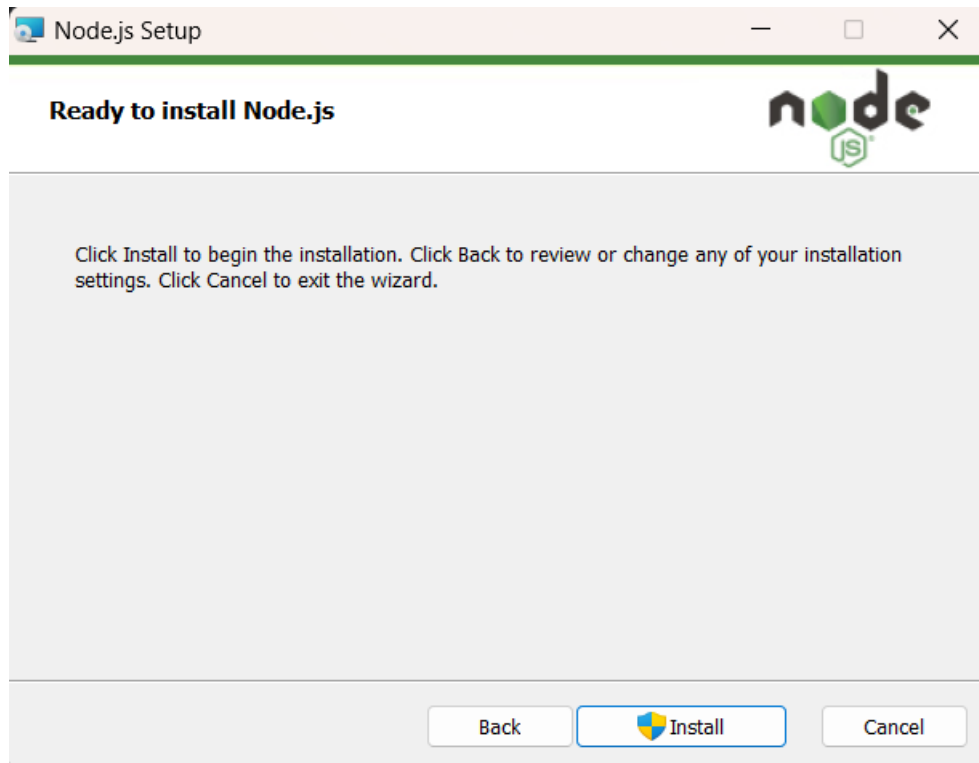 Node.js Setup
Ready to install Node.js
node
JS
Click Install to begin the installation. Click Back to review or change any of your installation
settings. Click Cancel to exit the wizard.
Back
Install
Cancel